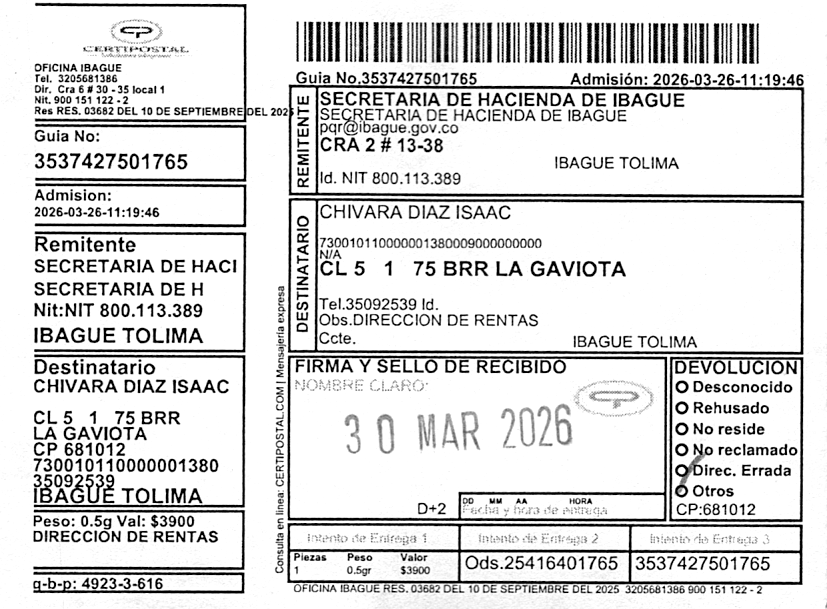 CERTIPOSTAL
OFICINA IBAGUE
Tel. 3205681386
Dir. Cra 6 # 30 - 35 local 1
Nit. 900 151 122 - 2
Res RES. 03682 DEL 10 DE SEPTIEMBRE DEL 2025
Guia No:
3537427501765
Admision:
2026-03-26-11:19:46
Remitente
SECRETARIA DE HACI
SECRETARIA DE H
Nit:NIT 800.113.389
IBAGUE TOLIMA
Destinatario
CHIVARA DIAZ ISAAC
CL 5 1 75 BRR
LA GAVIOTA
CP 681012
730010110000001380
35092539
IBAGUE TOLIMA
Peso: 0.5g Val: $3900
DIRECCION DE RENTAS
q-b-p: 4923-3-616
Consulta en linea: CERTIPOSTAL.COM | Mensajería expresa
Guia No.3537427501765 Admisión: 2026-03-26-11:19:46
REMITENTE
SECRETARIA DE HACIENDA DE IBAGUE
SECRETARIA DE HACIENDA DE IBAGUE
pqr@ibague.gov.co
CRA 2 # 13-38
IBAGUE TOLIMA
Id. NIT 800.113.389
DESTINATARIO
CHIVARA DIAZ ISAAC
730010110000001380009000000000
N/A
CL 5 1 75 BRR LA GAVIOTA
Tel.35092539 Id.
Obs.DIRECCION DE RENTAS
Ccte. IBAGUE TOLIMA
FIRMA Y SELLO DE RECIBIDO
NOMBRE CLARO:
30 MAR 2026
D+2
DD MM AA HORA
Fecha y hora de entrega
DEVOLUCION
Desconocido
Rehusado
No reside
No reclamado
Direc. Errada
Otros
CP:681012
Intento de Entrega 1 Intento de Entrega 2 Intento de Entrega 3
Piezas Peso Valor
1 0.5gr $3900
Ods.25416401765 3537427501765
OFICINA IBAGUE RES. 03682 DEL 10 DE SEPTIEMBRE DEL 2025 3205681386 900 151 122 - 2